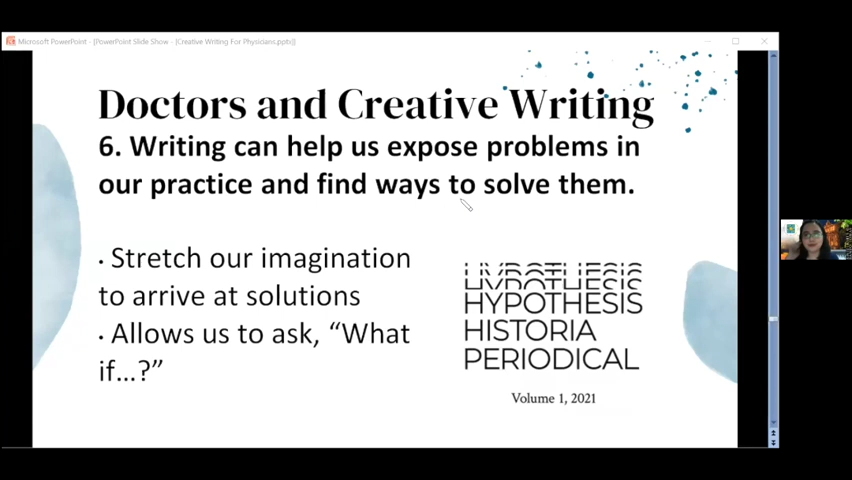 Microsoft PowerPoint - [PowerPoint Slide Show - [Creative Writing For Physicians.pptx]]
Doctors and Creative Writing
6. Writing can help us expose problems in
our practice and find ways to solve them.
• Stretch our imagination
to arrive at solutions
• Allows us to ask, “What
if...?”
HYPOTHESIS
HYPOTHESIS
HYPOTHESIS
HISTORIA
PERIODICAL
Volume 1, 2021